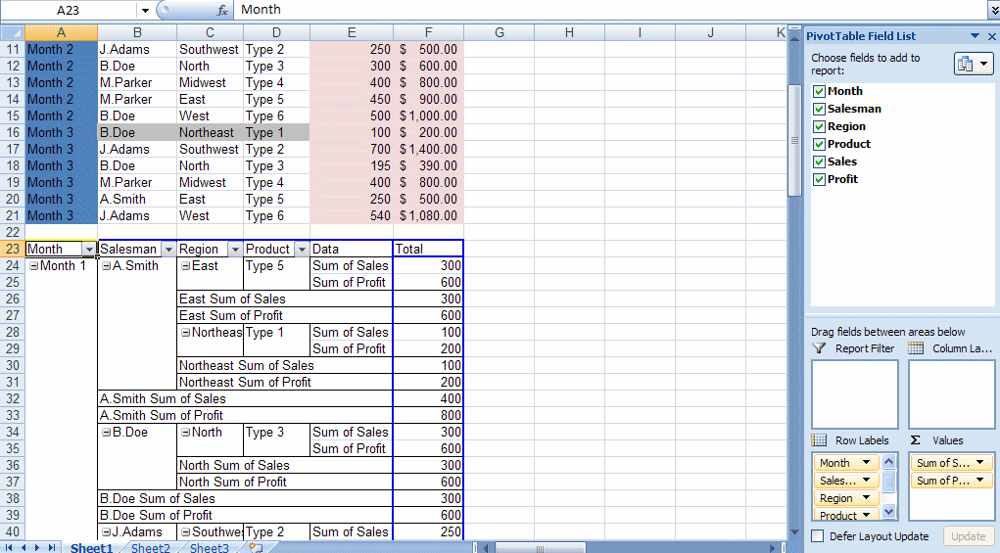 A23 fx Month
A B C D E F G H I J K
11 Month 2 J.Adams Southwest Type 2 250 $ 500.00
12 Month 2 B.Doe North Type 3 300 $ 600.00
13 Month 2 M.Parker Midwest Type 4 400 $ 800.00
14 Month 2 M.Parker East Type 5 450 $ 900.00
15 Month 2 B.Doe West Type 6 500 $1,000.00
16 Month 3 B.Doe Northeast Type 1 100 $ 200.00
17 Month 3 J.Adams Southwest Type 2 700 $1,400.00
18 Month 3 B.Doe North Type 3 195 $ 390.00
19 Month 3 M.Parker Midwest Type 4 400 $ 800.00
20 Month 3 A.Smith East Type 5 250 $ 500.00
21 Month 3 J.Adams West Type 6 540 $1,080.00
22
23 Month Salesman Region Product Data Total
24 Month 1 A.Smith East Type 5 Sum of Sales 300
25 Sum of Profit 600
26 East Sum of Sales 300
27 East Sum of Profit 600
28 Northeas Type 1 Sum of Sales 100
29 Sum of Profit 200
30 Northeast Sum of Sales 100
31 Northeast Sum of Profit 200
32 A.Smith Sum of Sales 400
33 A.Smith Sum of Profit 800
34 B.Doe North Type 3 Sum of Sales 300
35 Sum of Profit 600
36 North Sum of Sales 300
37 North Sum of Profit 600
38 B.Doe Sum of Sales 300
39 B.Doe Sum of Profit 600
40 J.Adams Southwe Type 2 Sum of Sales 250
Sheet1 Sheet2 Sheet3
PivotTable Field List
Choose fields to add to
report:
Month
Salesman
Region
Product
Sales
Profit
Drag fields between areas below
Report Filter Column La...
Row Labels Σ Values
Month Sum of S...
Sales... Sum of P...
Region
Product
Defer Layout Update Update